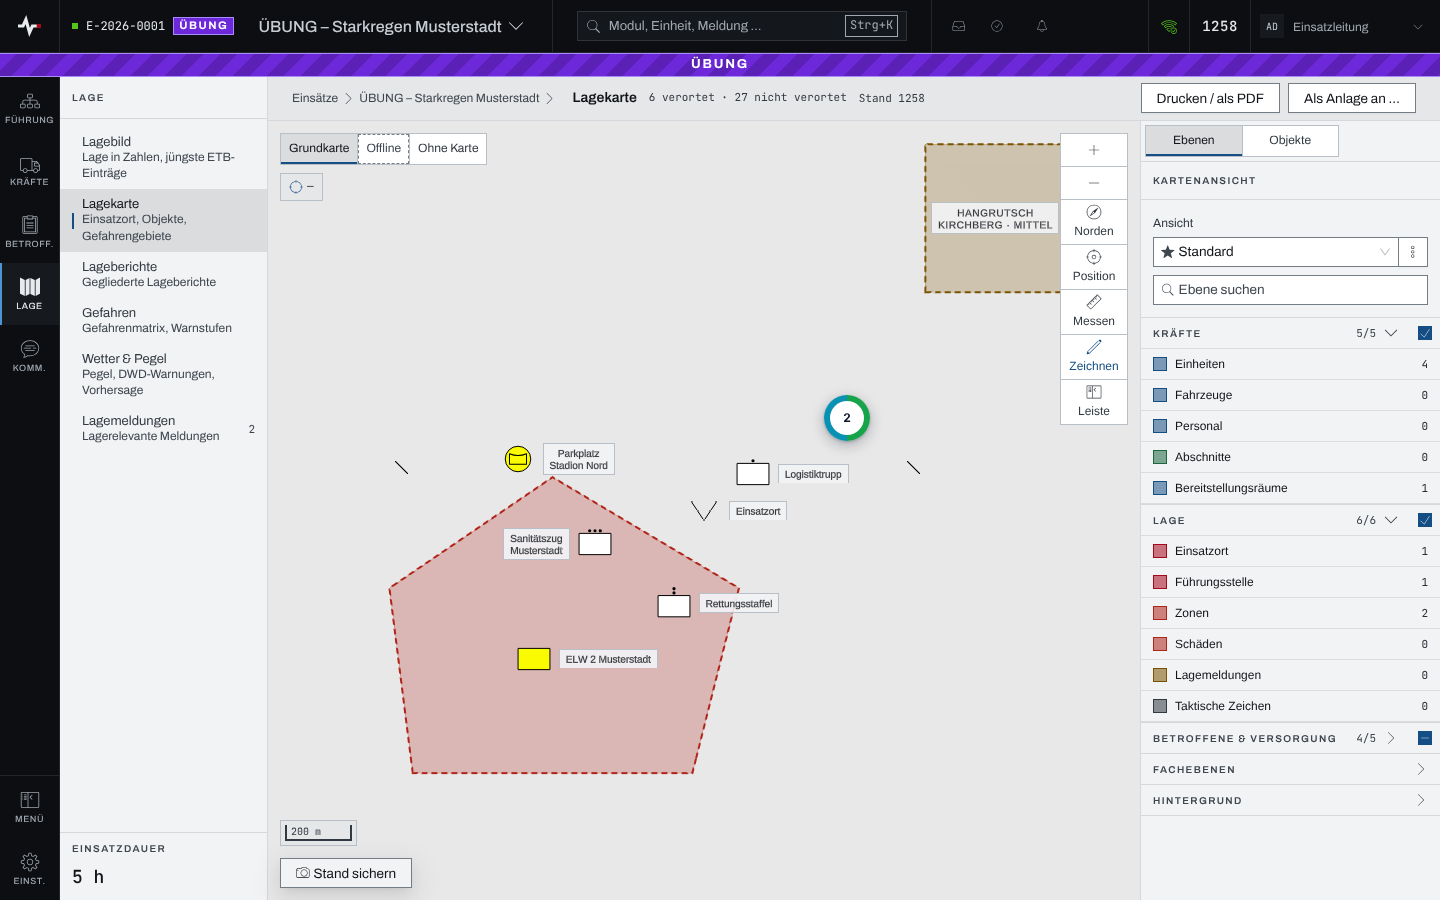 E-2026-0001 ÜBUNG
ÜBUNG – Starkregen Musterstadt
Modul, Einheit, Meldung ... Strg+K
1258
AD Einsatzleitung
ÜBUNG
FÜHRUNG
KRÄFTE
BETROFF.
LAGE
KOMM.
MENÜ
EINST.
LAGE
Lagebild
Lage in Zahlen, jüngste ETB-
Einträge
Lagekarte
Einsatzort, Objekte,
Gefahrengebiete
Lageberichte
Gegliederte Lageberichte
Gefahren
Gefahrenmatrix, Warnstufen
Wetter & Pegel
Pegel, DWD-Warnungen,
Vorhersage
Lagemeldungen
Lagerelevante Meldungen 2
EINSATZDAUER
5 h
Einsätze ÜBUNG – Starkregen Musterstadt Lagekarte 6 verortet · 27 nicht verortet Stand 1258
Drucken / als PDF
Als Anlage an ...
Grundkarte Offline Ohne Karte
–
HANGRUTSCH
KIRCHBERG · MITTEL
Norden
Position
Messen
Zeichnen
Leiste
2
Parkplatz
Stadion Nord
Logistiktrupp
Einsatzort
Sanitätszug
Musterstadt
Rettungsstaffel
ELW 2 Musterstadt
200 m
Stand sichern
Ebenen Objekte
KARTENANSICHT
Ansicht
Standard
Ebene suchen
KRÄFTE 5/5
Einheiten 4
Fahrzeuge 0
Personal 0
Abschnitte 0
Bereitstellungsräume 1
LAGE 6/6
Einsatzort 1
Führungsstelle 1
Zonen 2
Schäden 0
Lagemeldungen 0
Taktische Zeichen 0
BETROFFENE & VERSORGUNG 4/5
FACHEBENEN
HINTERGRUND